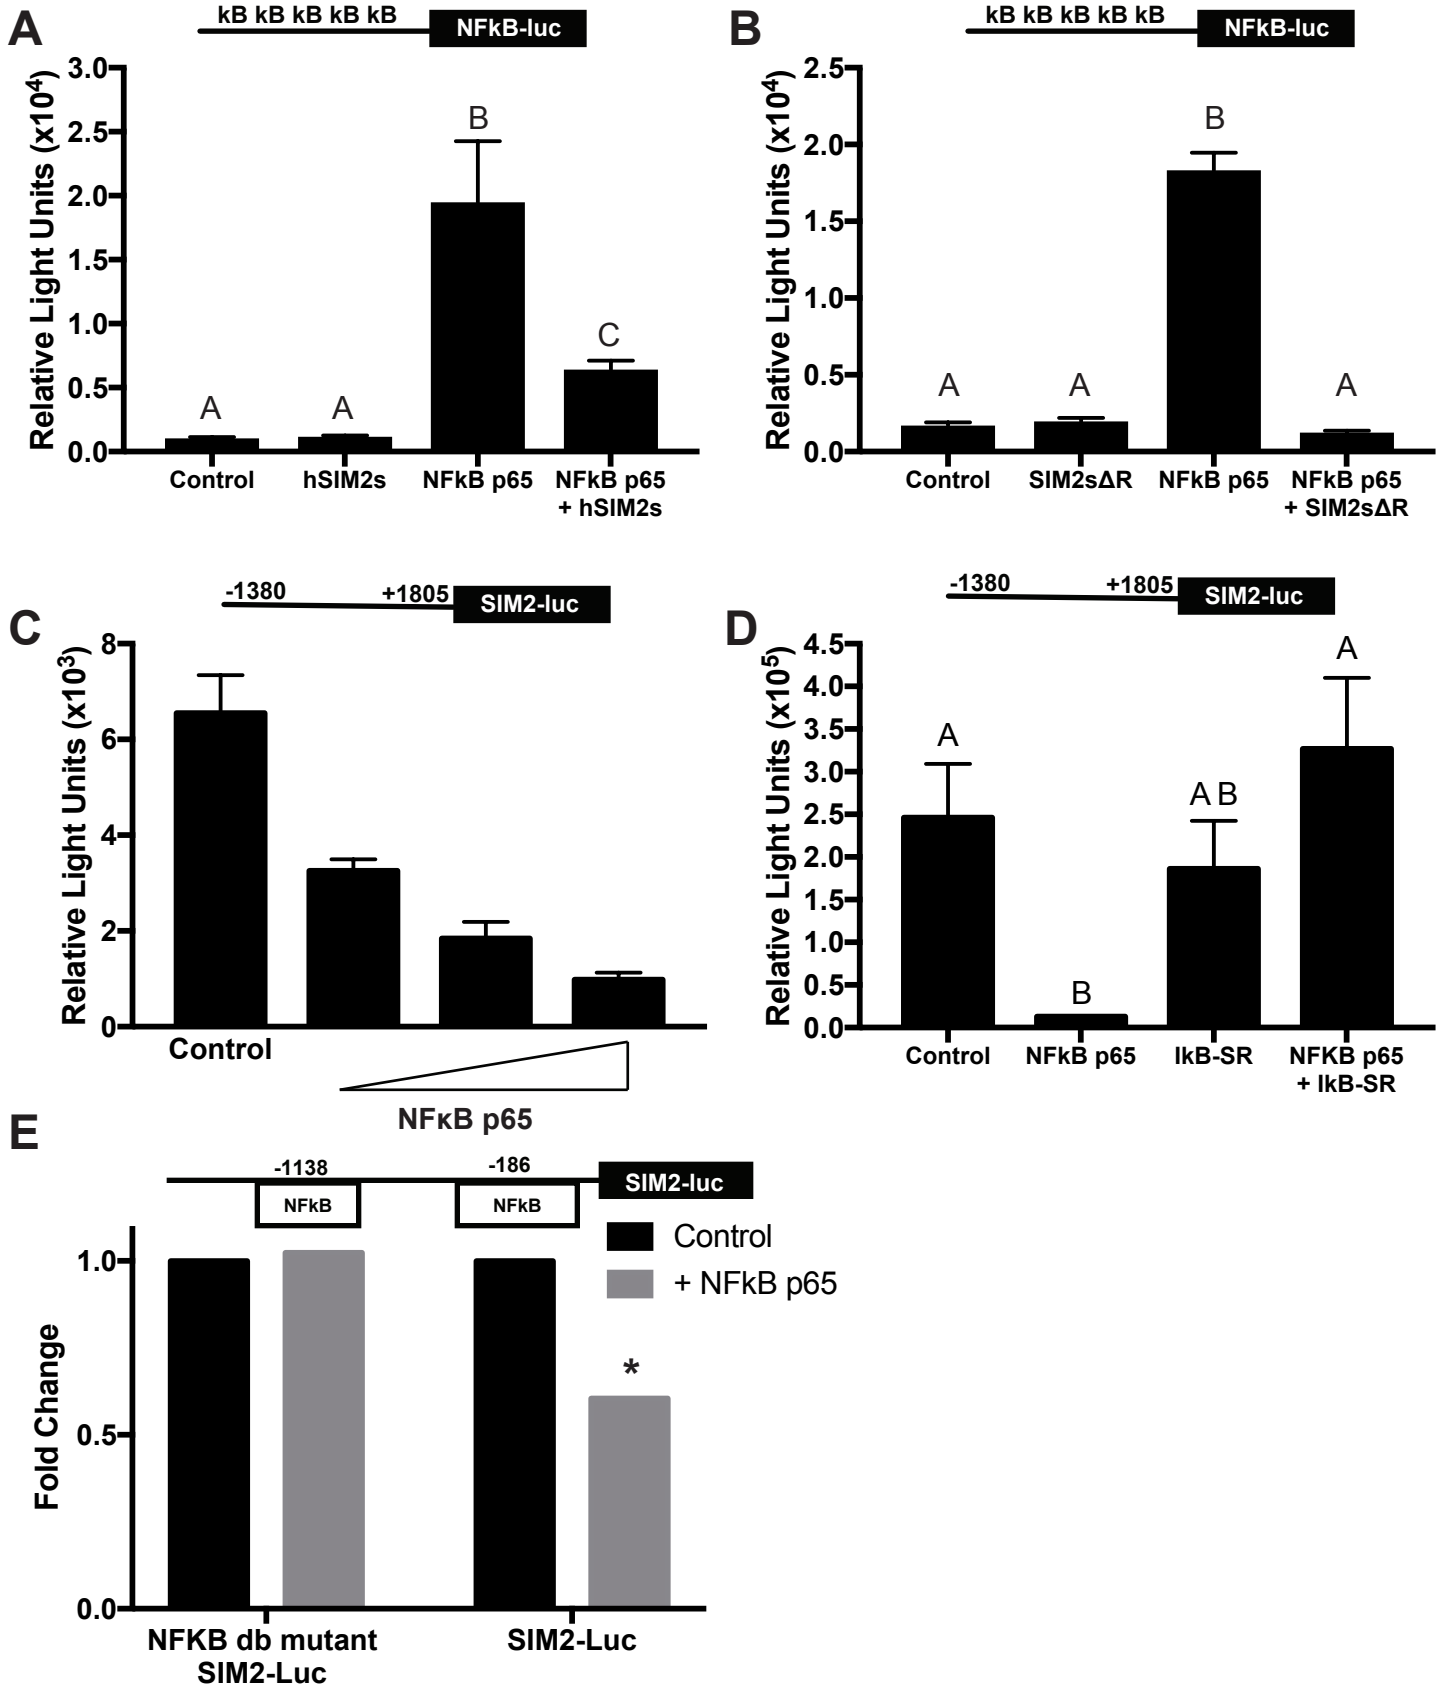 A
kB kB kB kB kB
NFkB-luc
Relative Light Units (x10⁴)
3.0
2.5
2.0
1.5
1.0
0.5
0.0
A
A
B
C
Control
hSIM2s
NFkB p65
NFkB p65
+ hSIM2s
B
kB kB kB kB kB
NFkB-luc
Relative Light Units (x10⁴)
2.5
2.0
1.5
1.0
0.5
0.0
A
A
B
A
Control
SIM2sΔR
NFkB p65
NFkB p65
+ SIM2sΔR
C
-1380
+1805
SIM2-luc
Relative Light Units (x10³)
8
6
4
2
0
Control
NFκB p65
D
-1380
+1805
SIM2-luc
Relative Light Units (x10⁵)
4.5
4.0
3.5
3.0
2.5
2.0
1.5
1.0
0.5
0.0
A
B
A B
A
Control
NFkB p65
IkB-SR
NFKB p65
+ IkB-SR
E
-1138
-186
SIM2-luc
NFkB
NFkB
Control
+ NFkB p65
Fold Change
1.0
0.5
0.0
*
NFKB db mutant
SIM2-Luc
SIM2-Luc